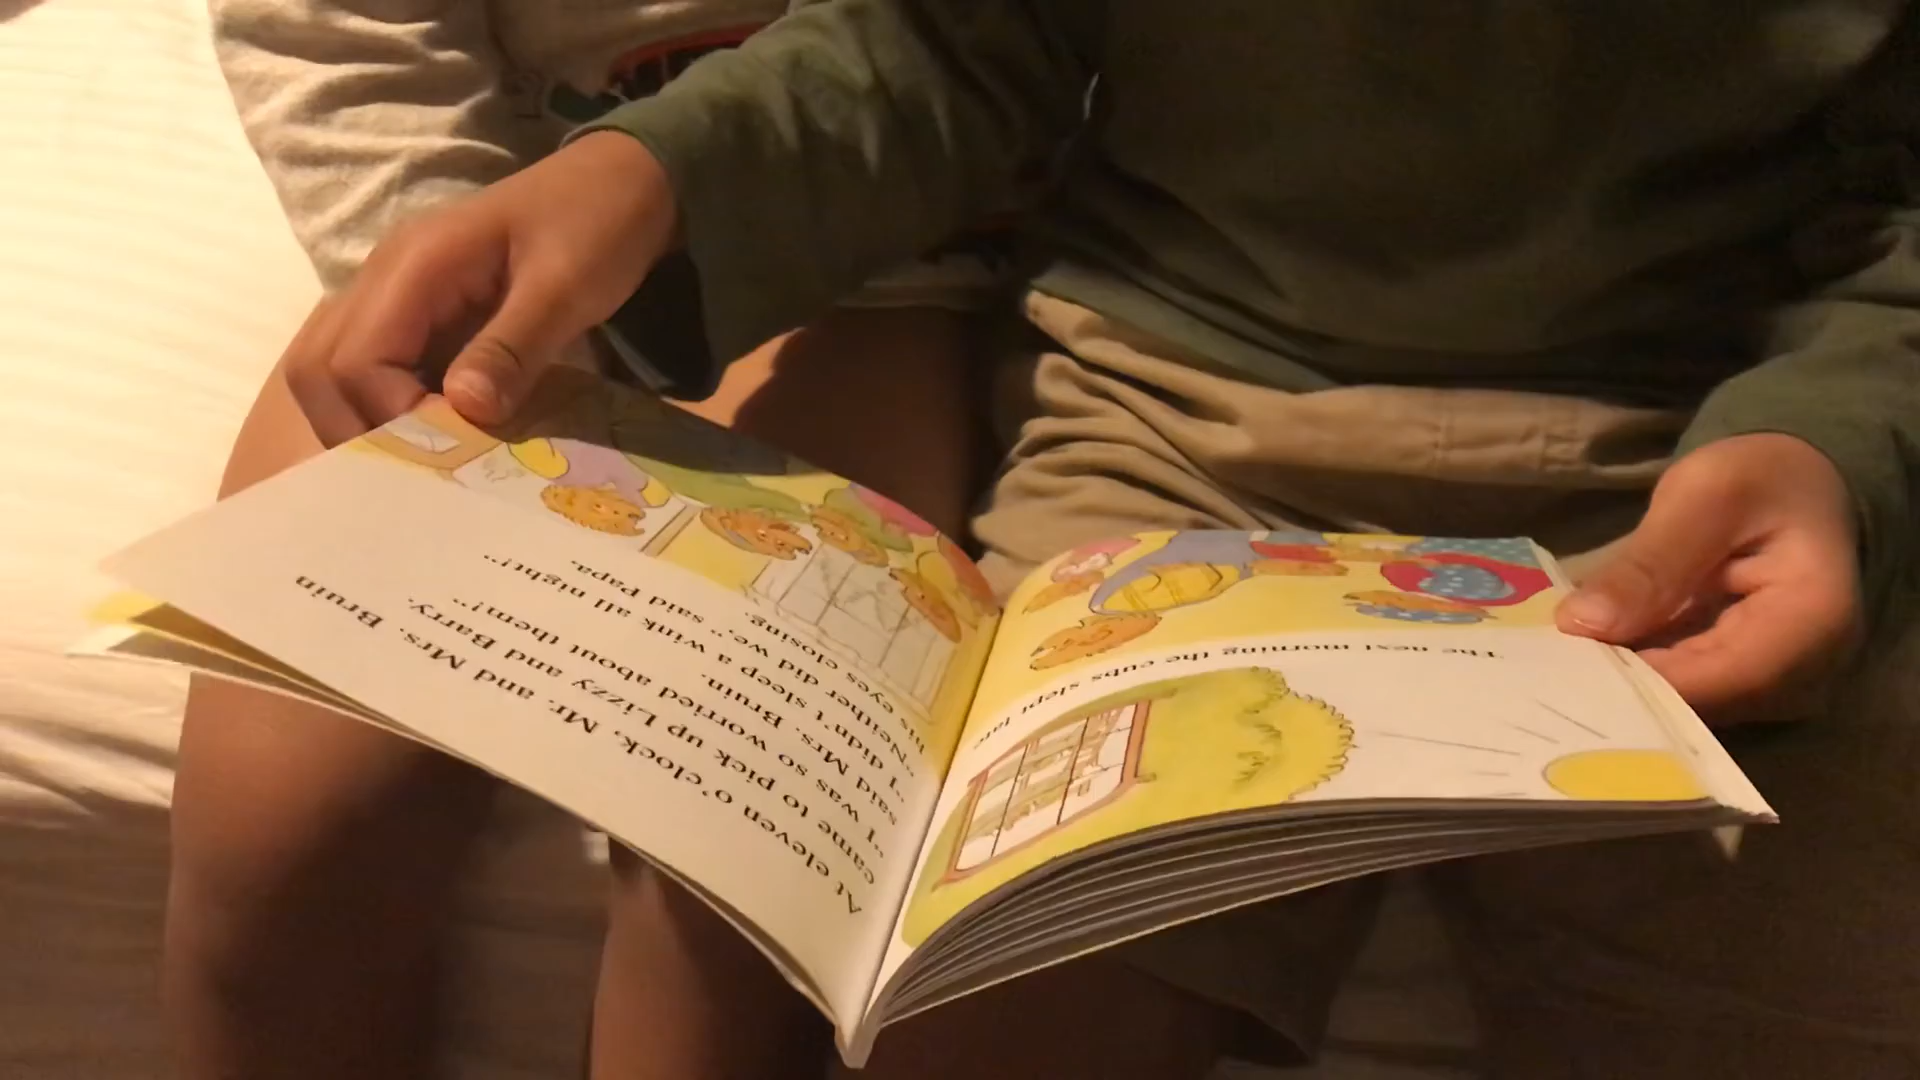 The next morning the cubs slept late
At eleven o'clock, Mr. and Mrs. Bruin
came to pick up Lizzy and Barry.
"I was so worried about them!"
said Mrs. Bruin.
"I didn't sleep a wink all night!"
"Neither did we," said Papa,
his eyes closing.